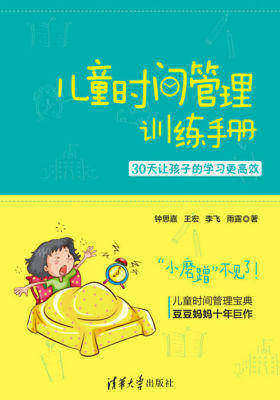 儿童时间管理
训练手册
30天让孩子的学习更高效
钟思嘉 王宏 李飞 雨露◎著
“小磨蹭”不见了！
儿童时间管理宝典
豆豆妈妈十年巨作
清华大学出版社